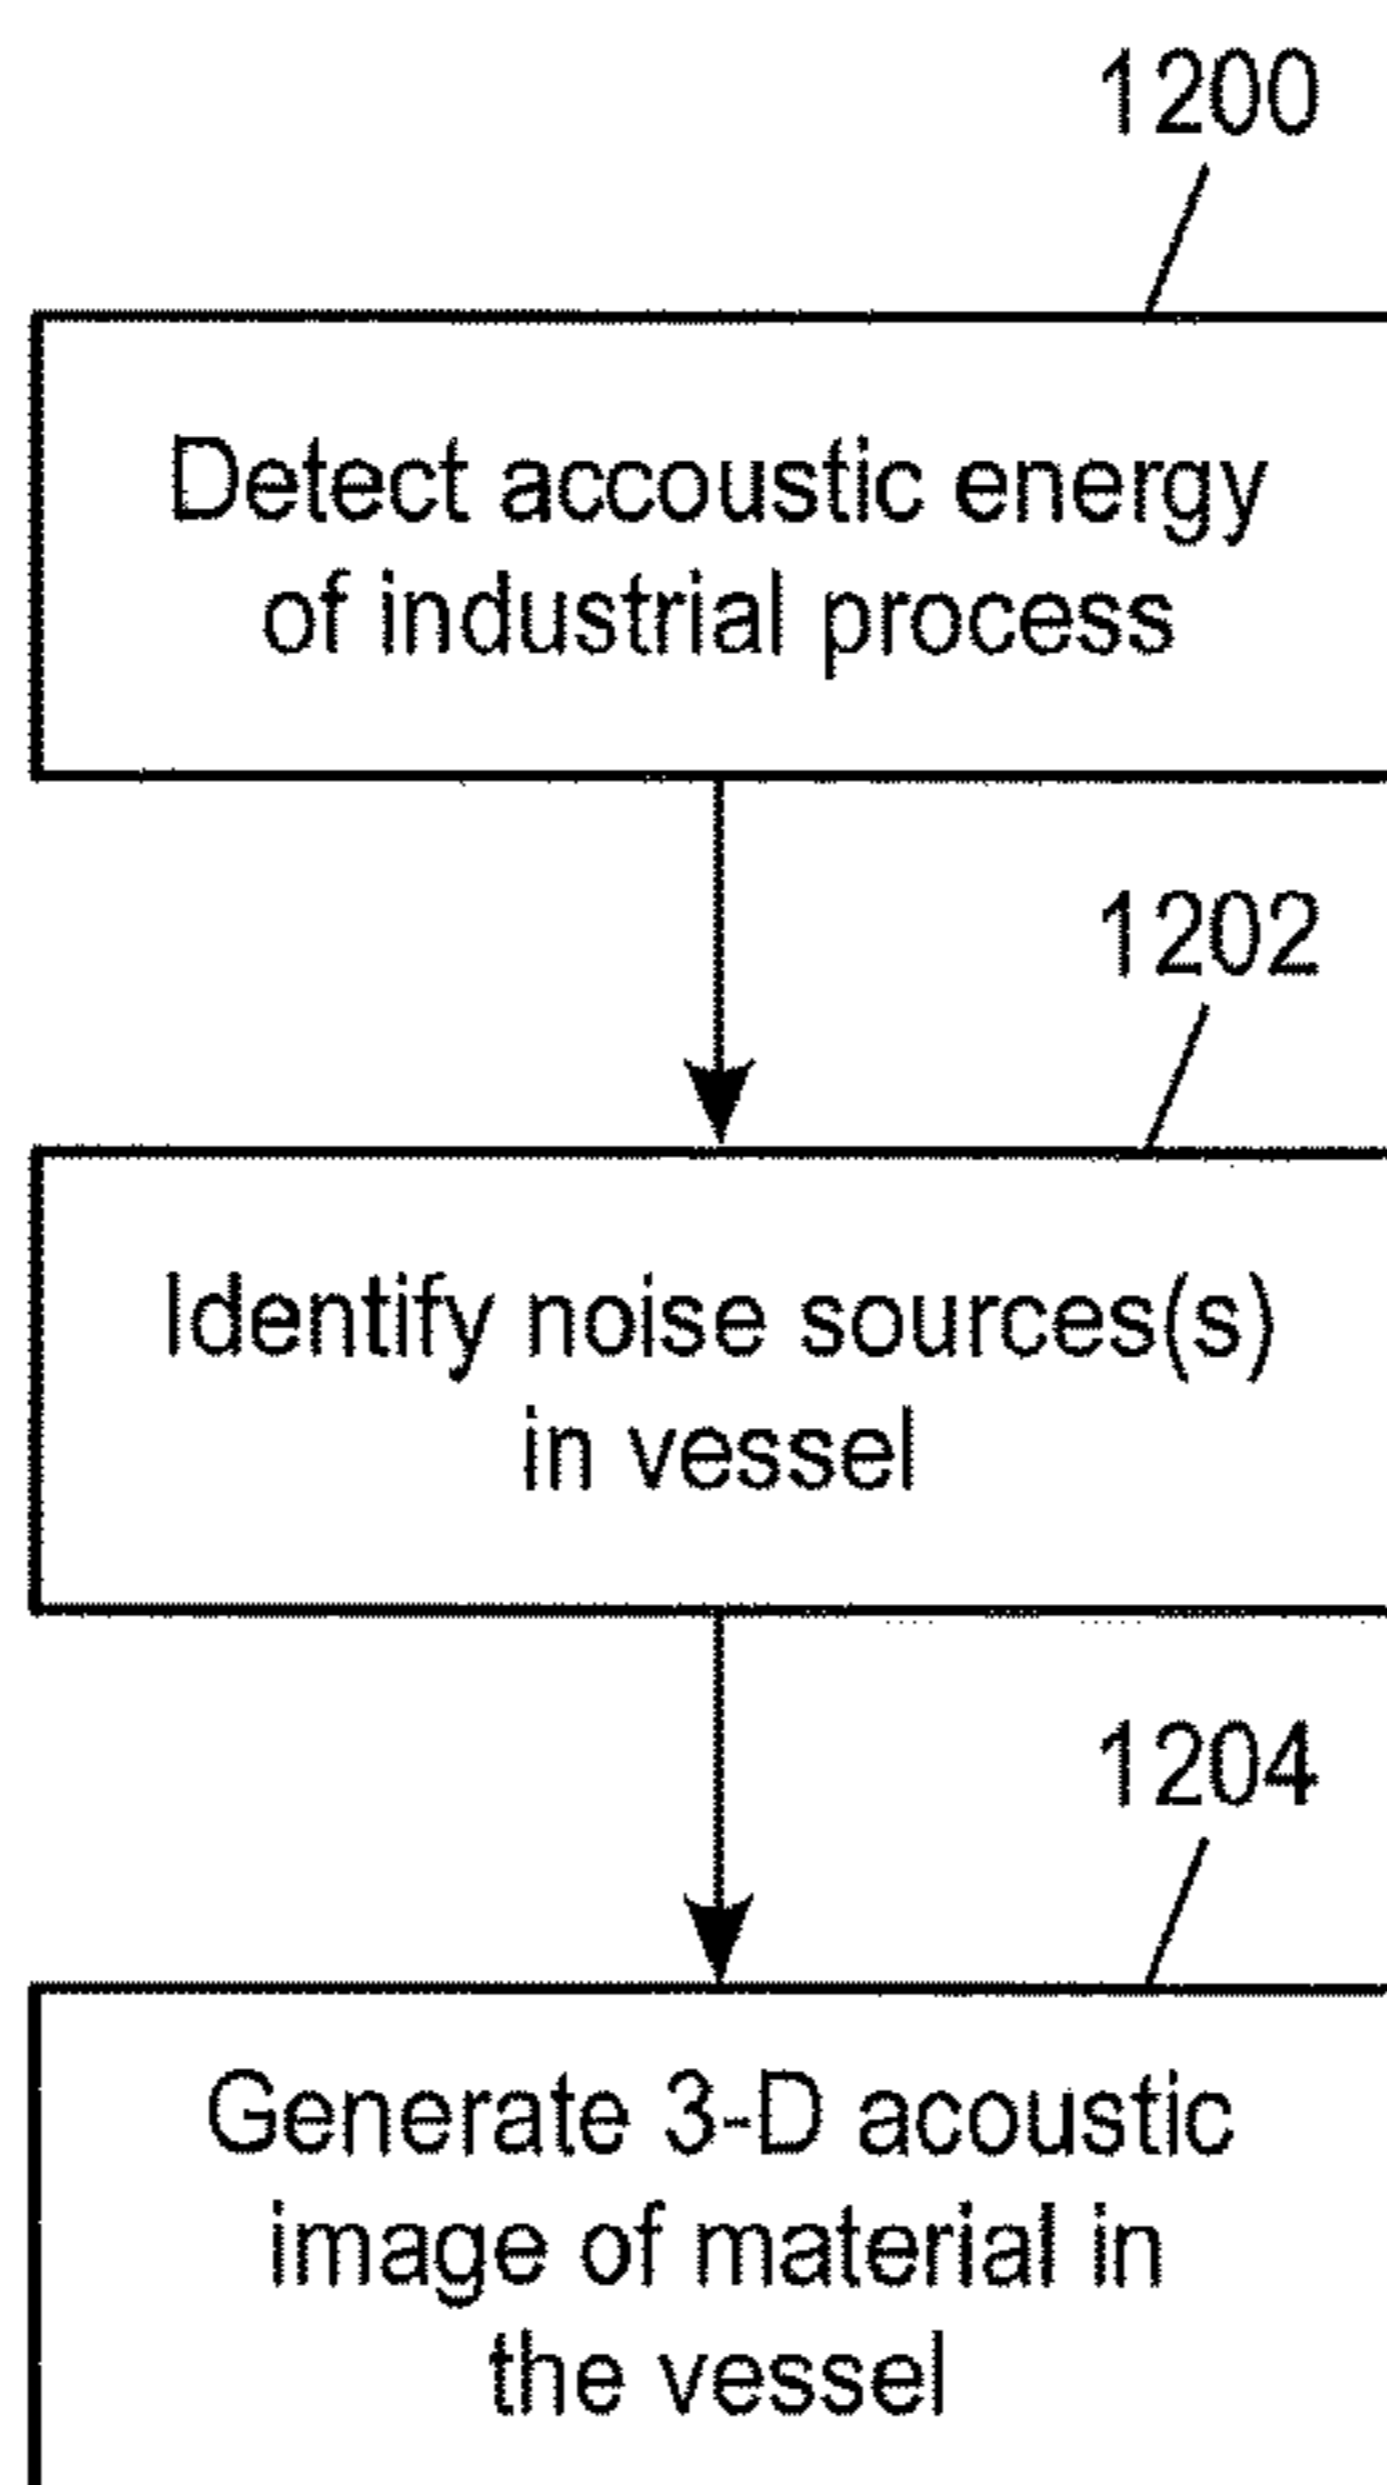 1200
Detect accoustic energy
of industrial process
1202
Identify noise sources(s)
in vessel
1204
Generate 3-D acoustic
image of material in
the vessel